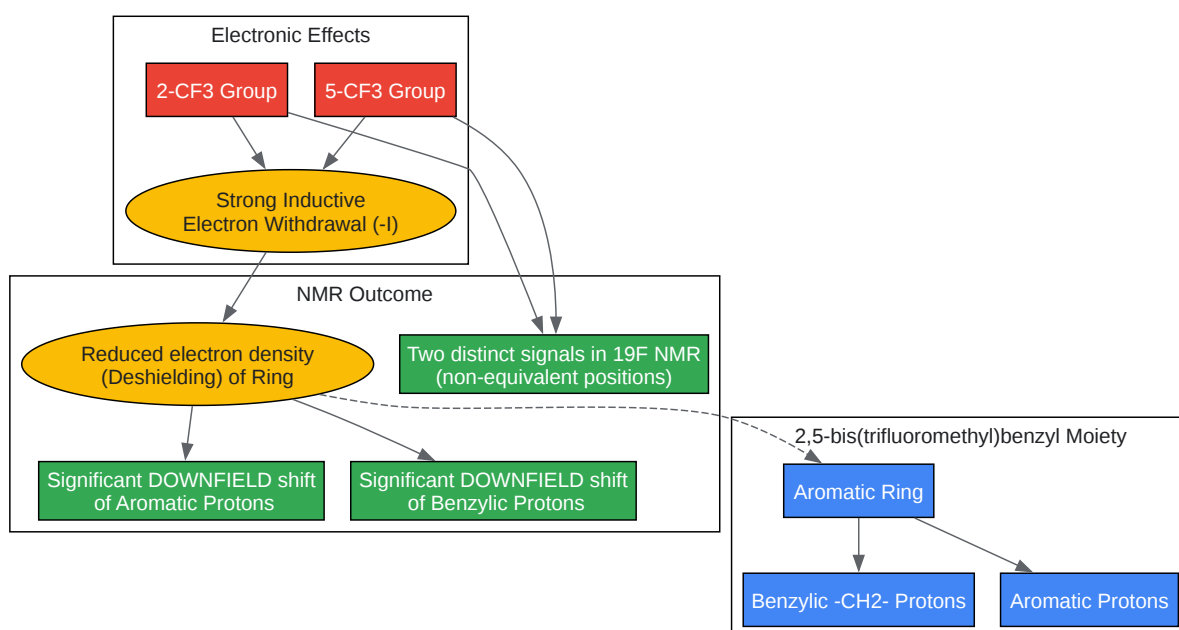 Electronic Effects
2-CF3 Group
5-CF3 Group
Strong Inductive
Electron Withdrawal (-I)
NMR Outcome
Reduced electron density
(Deshielding) of Ring
Two distinct signals in 19F NMR
(non-equivalent positions)
Significant DOWNFIELD shift
of Aromatic Protons
Significant DOWNFIELD shift
of Benzylic Protons
2,5-bis(trifluoromethyl)benzyl Moiety
Aromatic Ring
Benzylic -CH2- Protons
Aromatic Protons